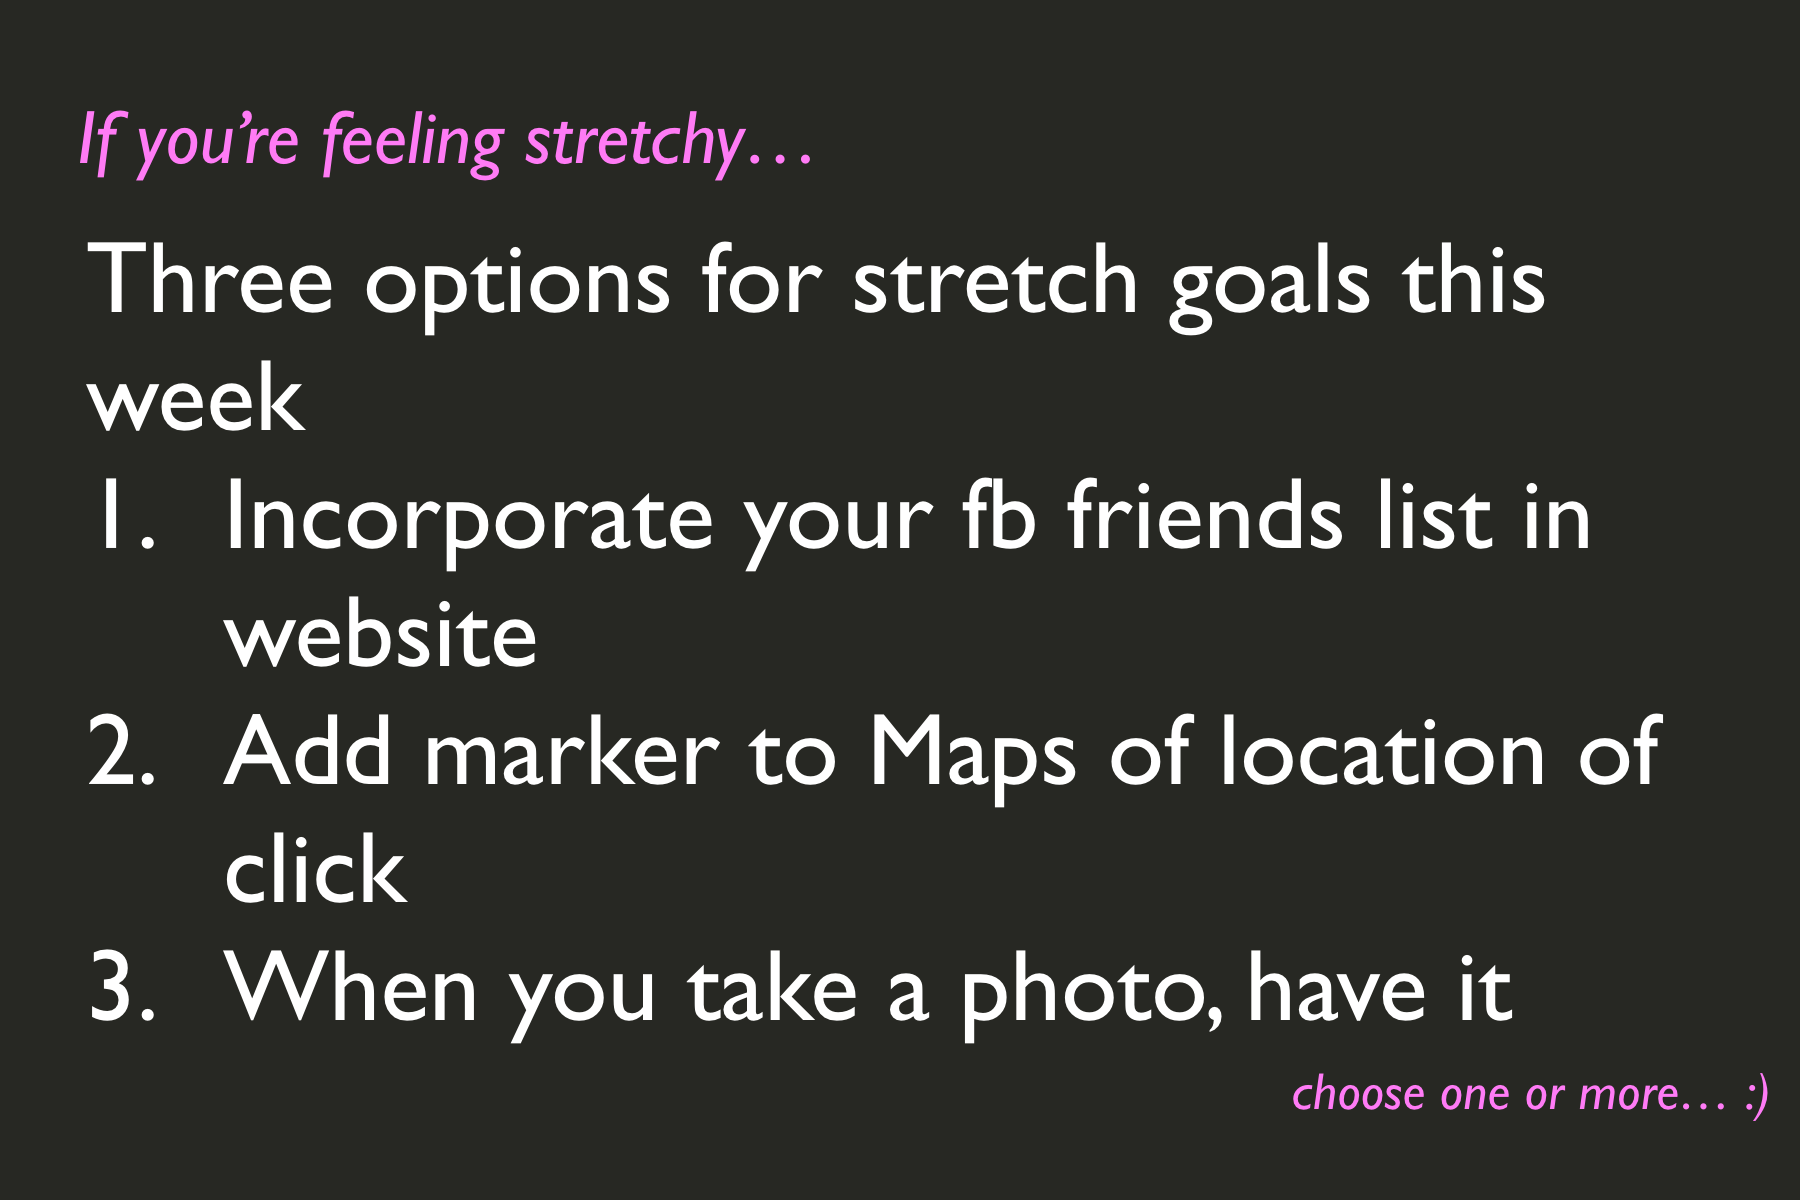 If you’re feeling stretchy…
Three options for stretch goals this
week
1. Incorporate your fb friends list in
website
2. Add marker to Maps of location of
click
3. When you take a photo, have it
choose one or more… :)